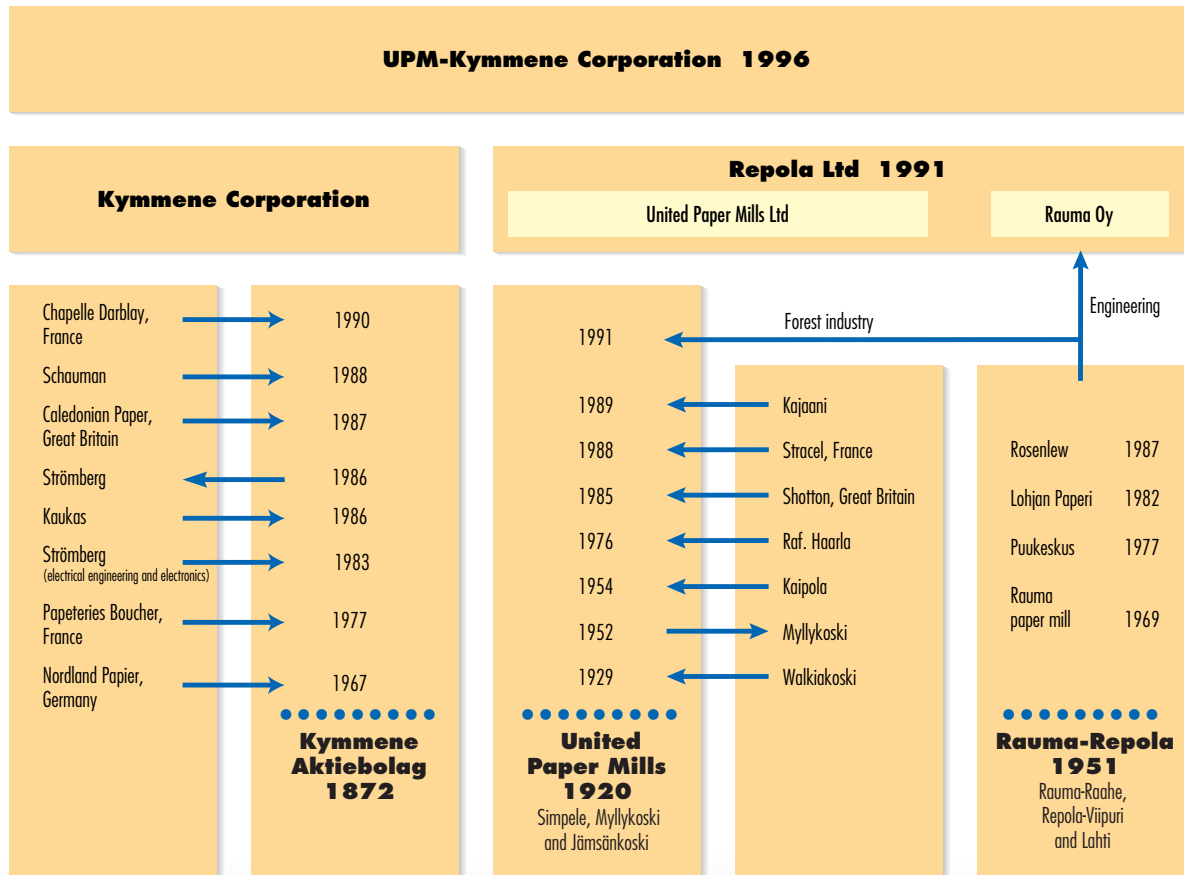 UPM-Kymmene Corporation 1996
Kymmene Corporation
Repola Ltd 1991
United Paper Mills Ltd
Rauma Oy
Chapelle Darblay,
France
1990
Schauman
1988
Caledonian Paper,
Great Britain
1987
Strömberg
1986
Kaukas
1986
Strömberg
(electrical engineering and electronics)
1983
Papeteries Boucher,
France
1977
Nordland Papier,
Germany
1967
Kymmene
Aktiebolag
1872
Engineering
Forest industry
1991
1989
Kajaani
1988
Stracel, France
1985
Shotton, Great Britain
1976
Raf. Haarla
1954
Kaipola
1952
Myllykoski
1929
Walkiakoski
United
Paper Mills
1920
Simpele, Myllykoski
and Jämsänkoski
Rosenlew 1987
Lohjan Paperi 1982
Puukeskus 1977
Rauma
paper mill 1969
Rauma-Repola
1951
Rauma-Raahe,
Repola-Viipuri
and Lahti